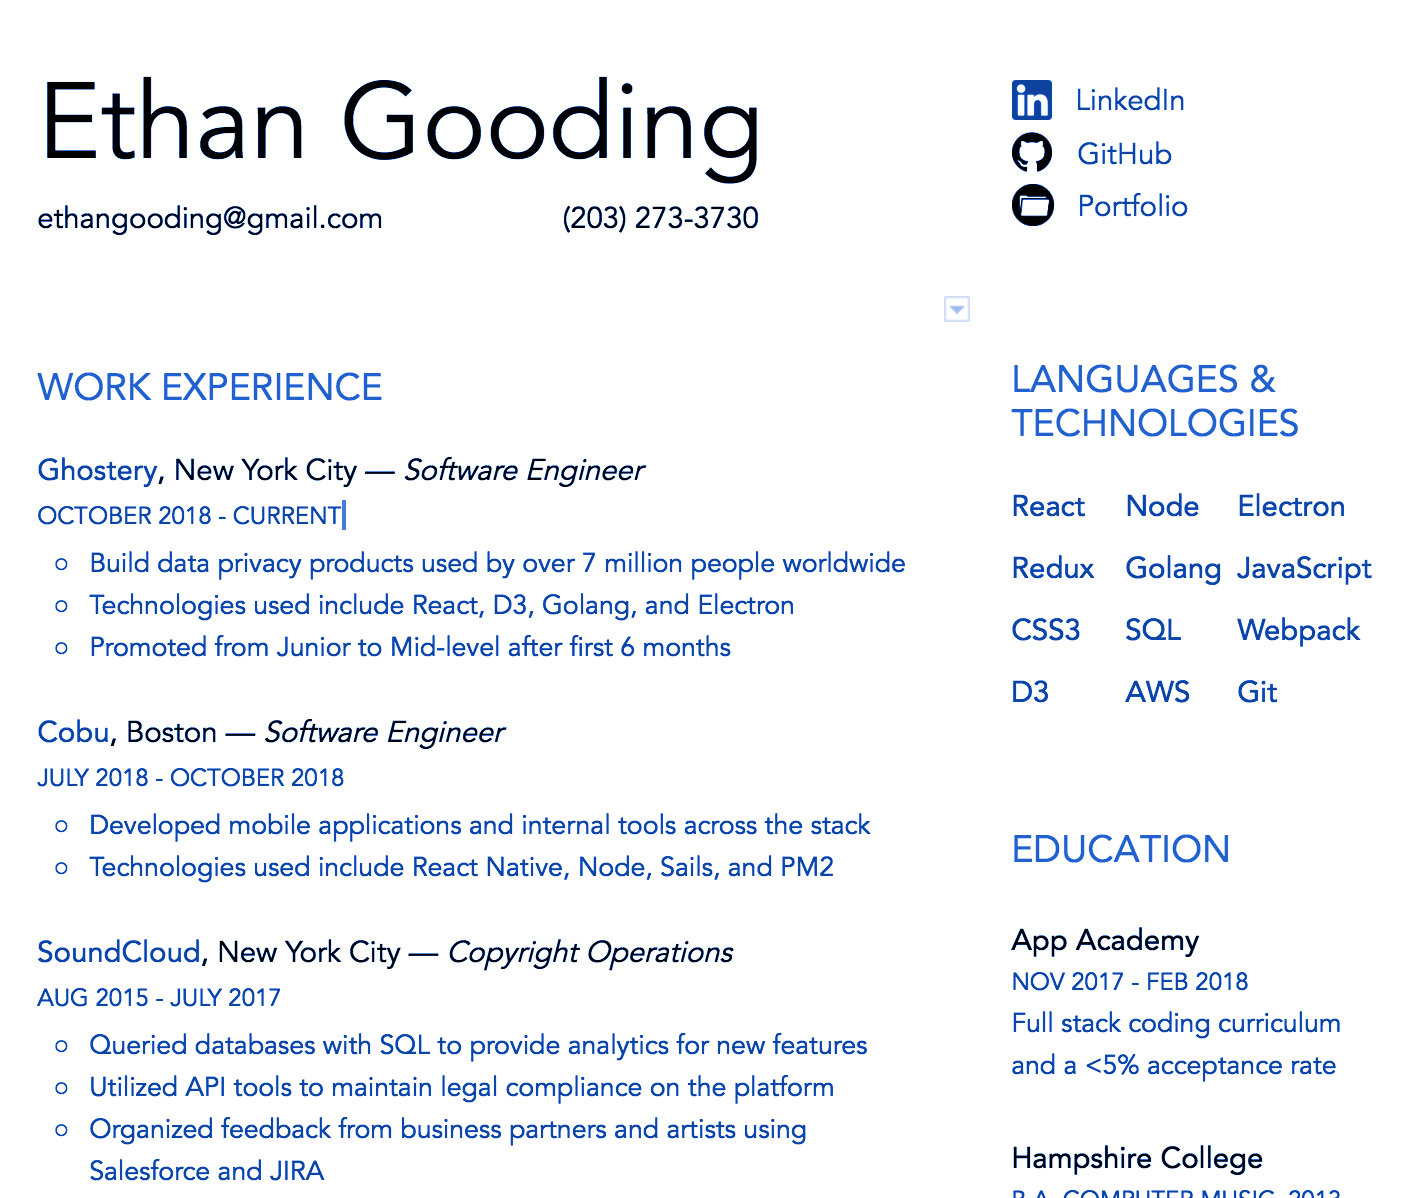 Ethan Gooding
ethangooding@gmail.com (203) 273-3730
in LinkedIn
GitHub
Portfolio
WORK EXPERIENCE
Ghostery, New York City — Software Engineer
OCTOBER 2018 - CURRENT
○ Build data privacy products used by over 7 million people worldwide
○ Technologies used include React, D3, Golang, and Electron
○ Promoted from Junior to Mid-level after first 6 months
Cobu, Boston — Software Engineer
JULY 2018 - OCTOBER 2018
○ Developed mobile applications and internal tools across the stack
○ Technologies used include React Native, Node, Sails, and PM2
SoundCloud, New York City — Copyright Operations
AUG 2015 - JULY 2017
○ Queried databases with SQL to provide analytics for new features
○ Utilized API tools to maintain legal compliance on the platform
○ Organized feedback from business partners and artists using
Salesforce and JIRA
LANGUAGES &
TECHNOLOGIES
React Node Electron
Redux Golang JavaScript
CSS3 SQL Webpack
D3 AWS Git
EDUCATION
App Academy
NOV 2017 - FEB 2018
Full stack coding curriculum
and a <5% acceptance rate
Hampshire College
B.A. COMPUTER MUSIC, 2013